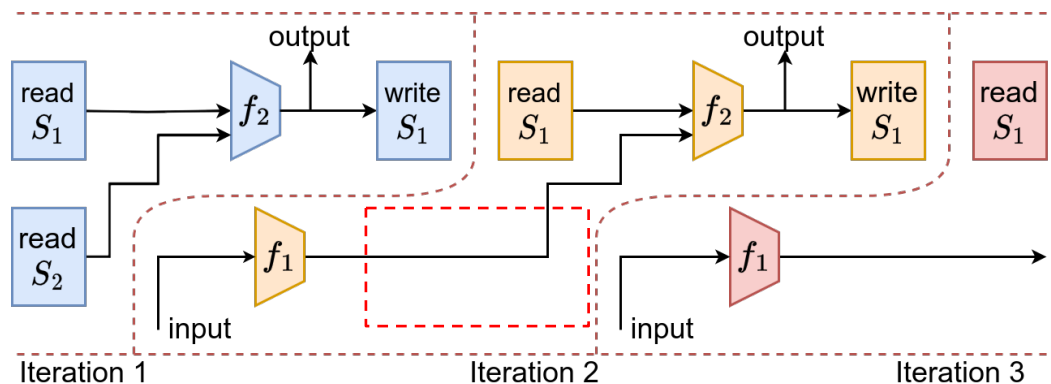 output
output
read
S₁
f₂
write
S₁
read
S₁
f₂
write
S₁
read
S₁
read
S₂
f₁
f₁
input
input
Iteration 1
Iteration 2
Iteration 3